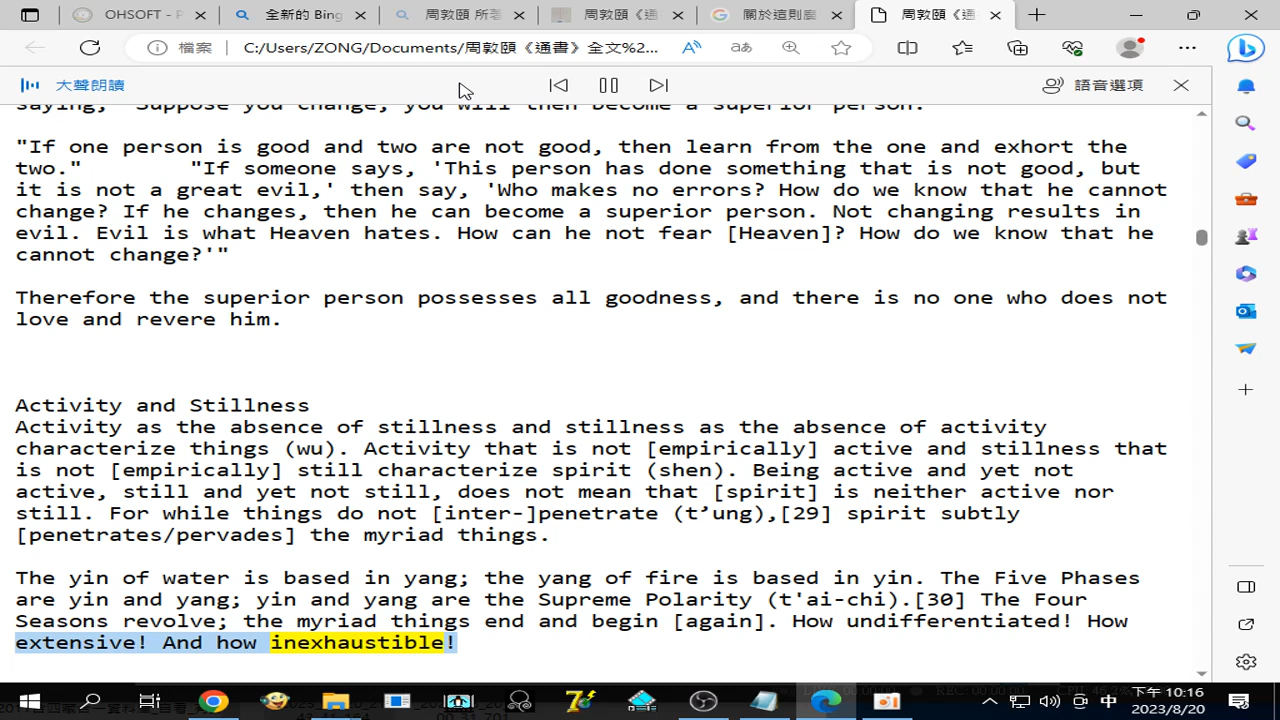 OHSOFT - P
全新的 Bing
周敦頤 所著
周敦頤《通
關於這則廳
周敦頤《通
檔案
C:/Users/ZONG/Documents/周敦頤《通書》全文%2...
大聲朗讀
語音選項
saying, "Suppose you change, you will then become a superior person."
"If one person is good and two are not good, then learn from the one and exhort the
two." "If someone says, 'This person has done something that is not good, but
it is not a great evil,' then say, 'Who makes no errors? How do we know that he cannot
change? If he changes, then he can become a superior person. Not changing results in
evil. Evil is what Heaven hates. How can he not fear [Heaven]? How do we know that he
cannot change?'"
Therefore the superior person possesses all goodness, and there is no one who does not
love and revere him.
Activity and Stillness
Activity as the absence of stillness and stillness as the absence of activity
characterize things (wu). Activity that is not [empirically] active and stillness that
is not [empirically] still characterize spirit (shen). Being active and yet not
active, still and yet not still, does not mean that [spirit] is neither active nor
still. For while things do not [inter-]penetrate (t’ung),[29] spirit subtly
[penetrates/pervades] the myriad things.
The yin of water is based in yang; the yang of fire is based in yin. The Five Phases
are yin and yang; yin and yang are the Supreme Polarity (t'ai-chi).[30] The Four
Seasons revolve; the myriad things end and begin [again]. How undifferentiated! How
extensive! And how inexhaustible!
中
下午 10:16
2023/8/20